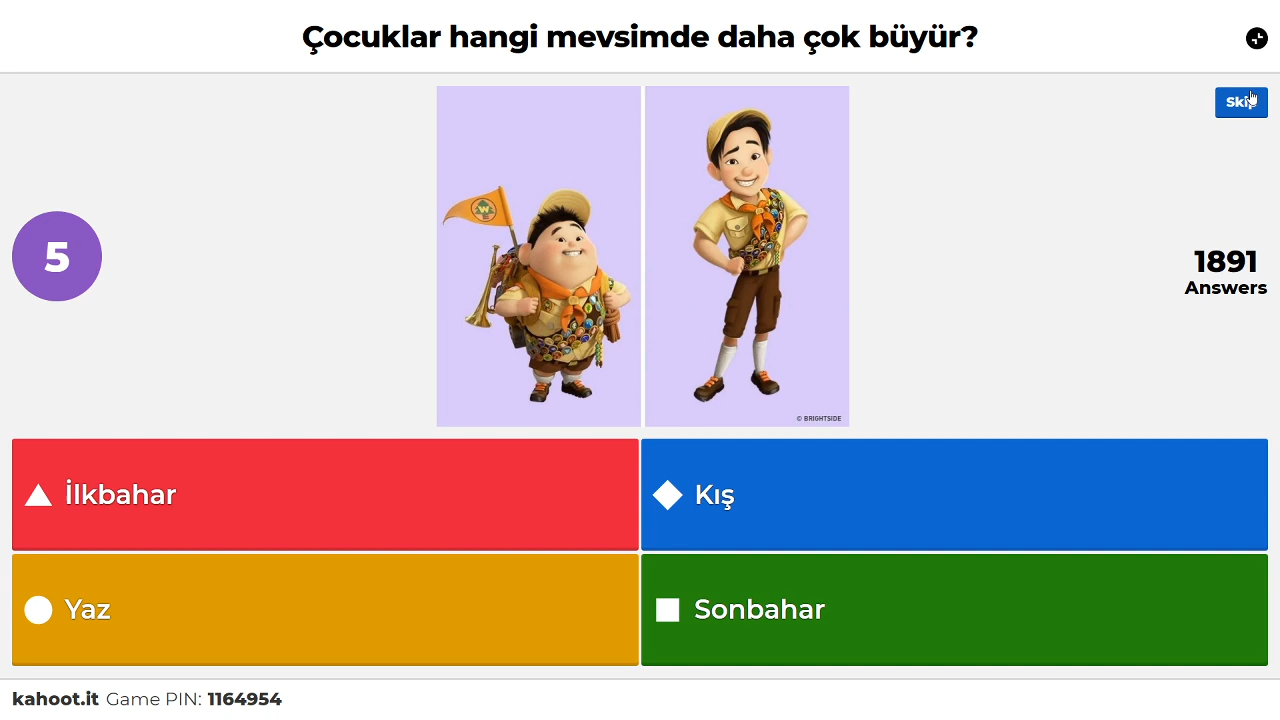 Çocuklar hangi mevsimde daha çok büyür?
Skip
5
W
E
1891
Answers
© BRIGHTSIDE
İlkbahar
Kış
Yaz
Sonbahar
kahoot.it Game PIN: 1164954